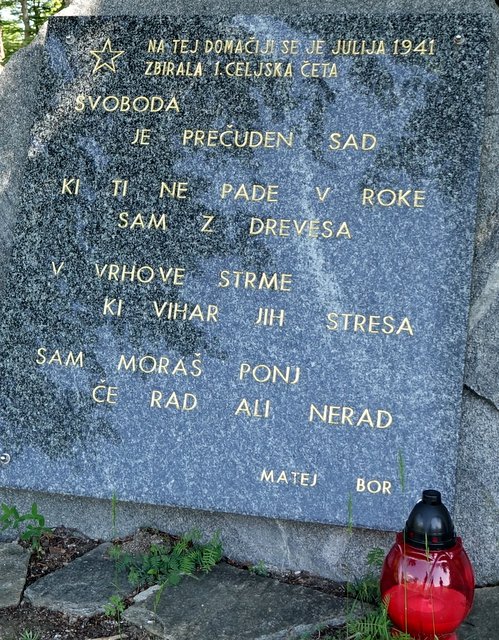 NA TEJ DOMAČIJI SE JE JULIJA 1941
ZBIRALA 1. CELJSKA ČETA
SVOBODA
JE PREČUDEN SAD
KI TI NE PADE V ROKE
SAM Z DREVESA
V VRHOVE STRME
KI VIHAR JIH STRESA
SAM MORAŠ PONJ
ČE RAD ALI NERAD
MATEJ BOR